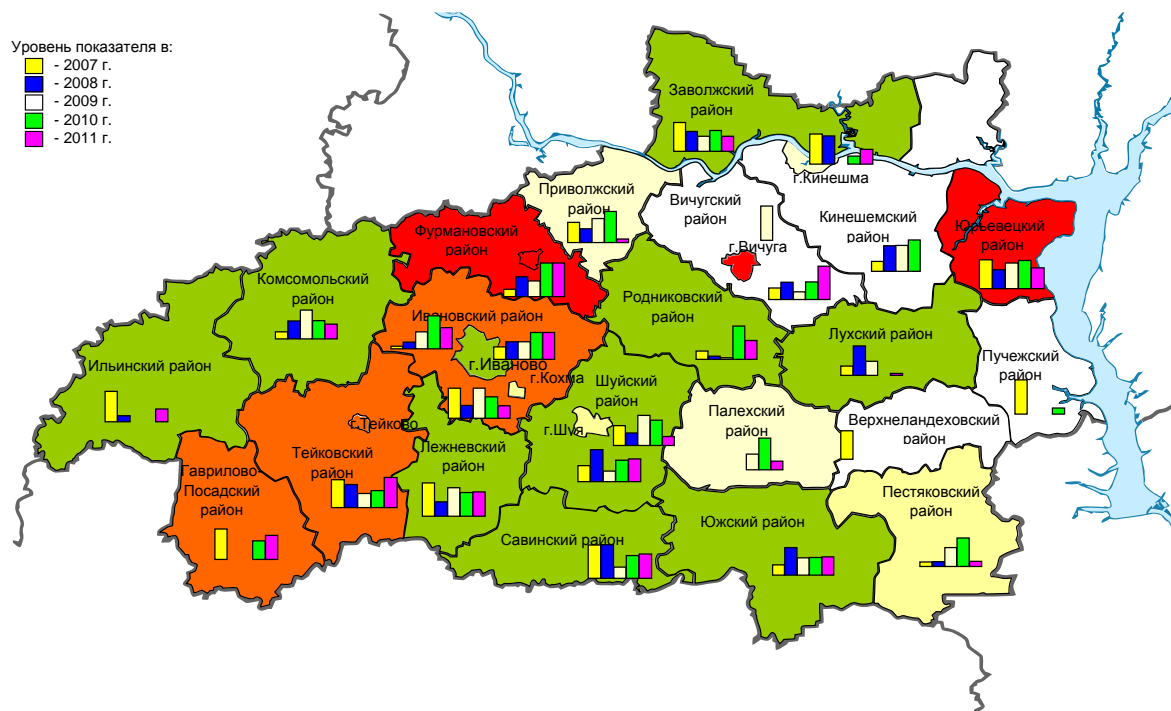 Уровень показателя в:
- 2007 г.
- 2008 г.
- 2009 г.
- 2010 г.
- 2011 г.
Заволжский
район
г.Кинешма
Приволжский
район
Вичугский
район
Кинешемский
район
Юрьевецкий
район
Фурмановский
район
г.Вичуга
Комсомольский
район
Родниковский
район
Ивановский район
Лухский район
Пучежский
район
Ильинский район
г.Иваново
г.Кохма
Шуйский
район
Палехский
район
Верхнеландеховский
район
г.Тейково
г.Шуя
Тейковский
район
Лежневский
район
Гаврилово-
Посадский
район
Пестяковский
район
Южский район
Савинский район